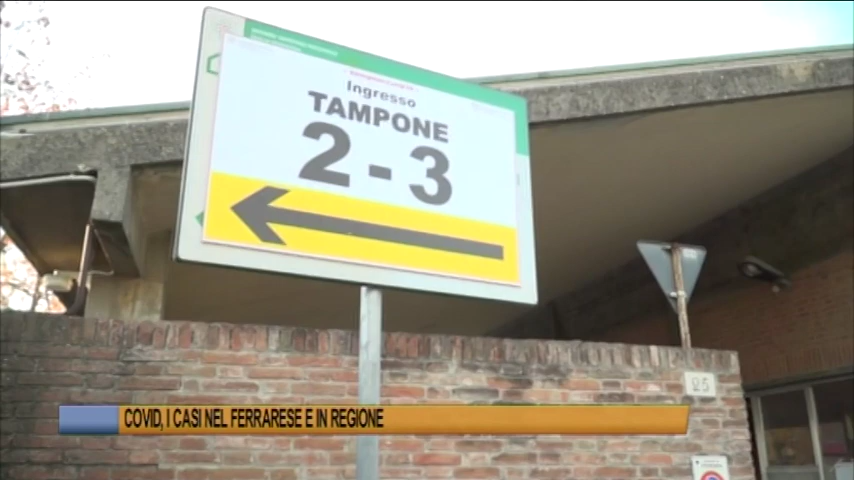 Ingresso
TAMPONE
2 - 3
25
COVID, I CASI NEL FERRARESE E IN REGIONE